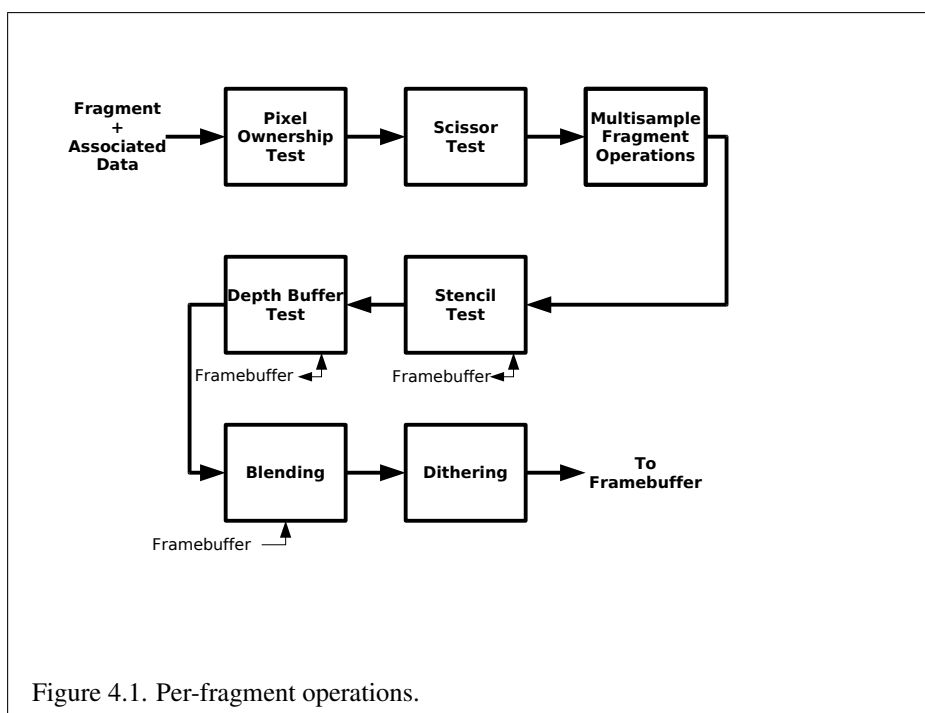 Fragment
+
Associated
Data
Pixel
Ownership
Test
Scissor
Test
Multisample
Fragment
Operations
Depth Buffer
Test
Stencil
Test
Framebuffer
Framebuffer
Blending
Dithering
To
Framebuffer
Framebuffer
Figure 4.1. Per-fragment operations.